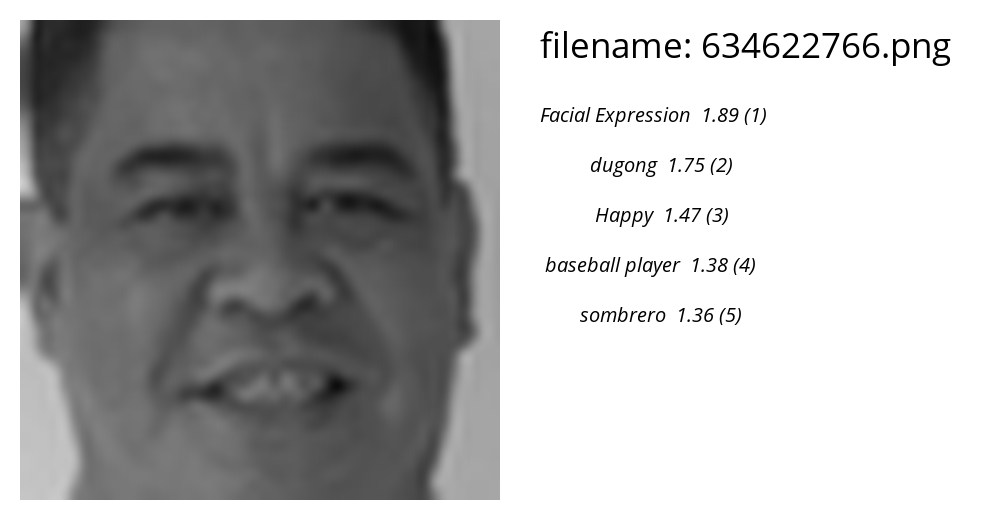 filename: 634622766.png
Facial Expression 1.89 (1)
dugong 1.75 (2)
Happy 1.47 (3)
baseball player 1.38 (4)
sombrero 1.36 (5)